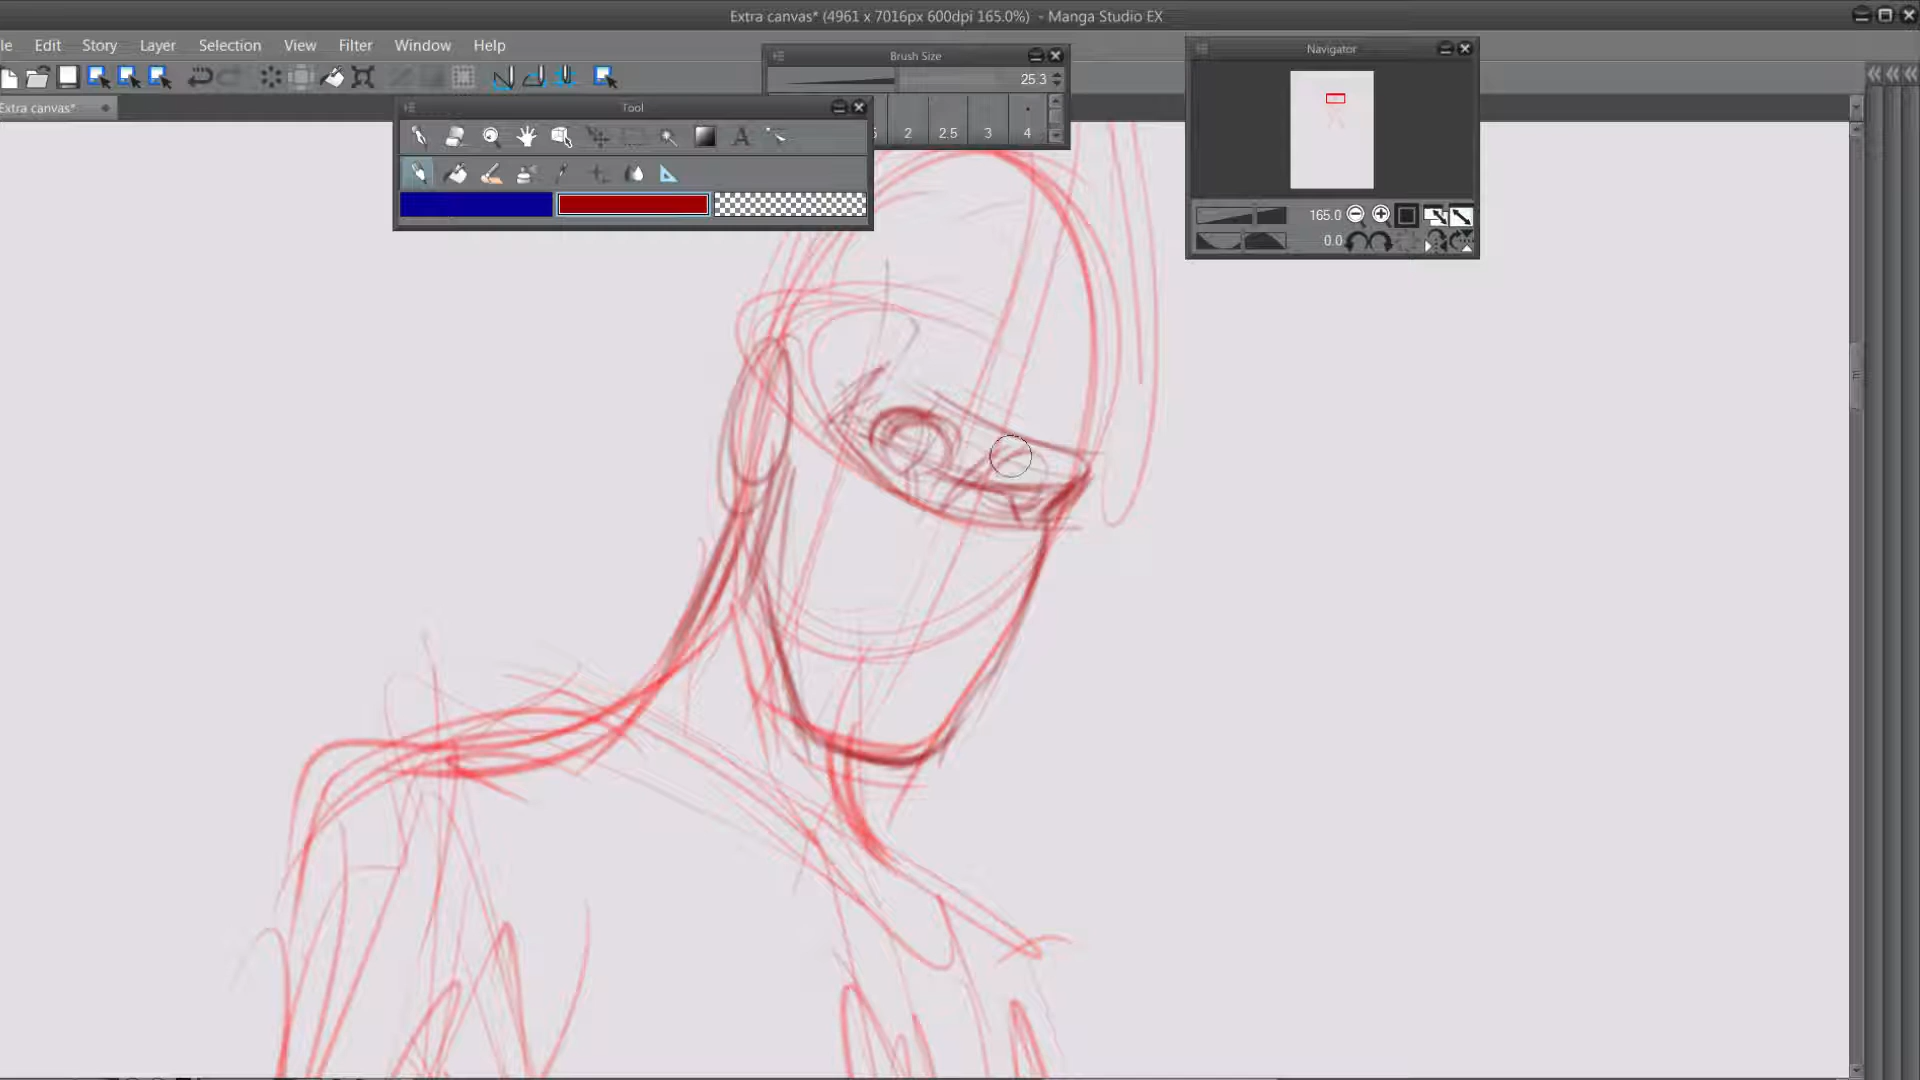 Extra canvas* (4961 x 7016px 600dpi 165.0%) - Manga Studio EX
le Edit Story Layer Selection View Filter Window Help
Brush Size
25.3
2 2.5 3 4
Extra canvas*
Tool
A
Navigator
165.0
0.0